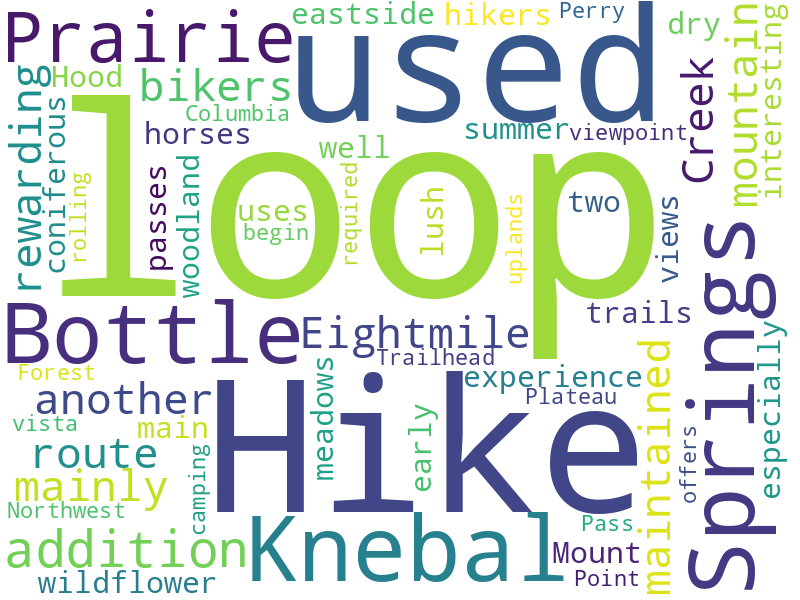 Prairie
used
eastside
hikers
Perry
dry
mountain
interesting
Hood
bikers
Columbia
horses
well
summer
viewpoint
Creek
rewarding
coniferous
rolling
loop
passes
woodland
uses
begin
required
lush
uplands
two
views
Springs
Bottle
Eightmile
trails
Trailhead
Forest
another
meadows
experience
Plateau
maintained
especially
vista
main
Hike
early
offers
route
camping
mainly
Northwest
addition
Knebal
Pass
Mount
Point
wildflower